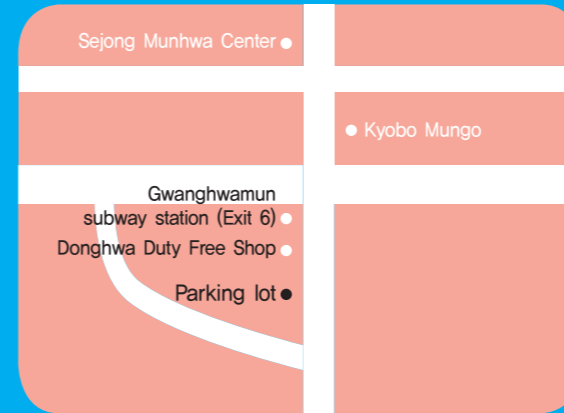 Sejong Munhwa Center
Kyobo Mungo
Gwanghwamun
subway station (Exit 6)
Donghwa Duty Free Shop
Parking lot